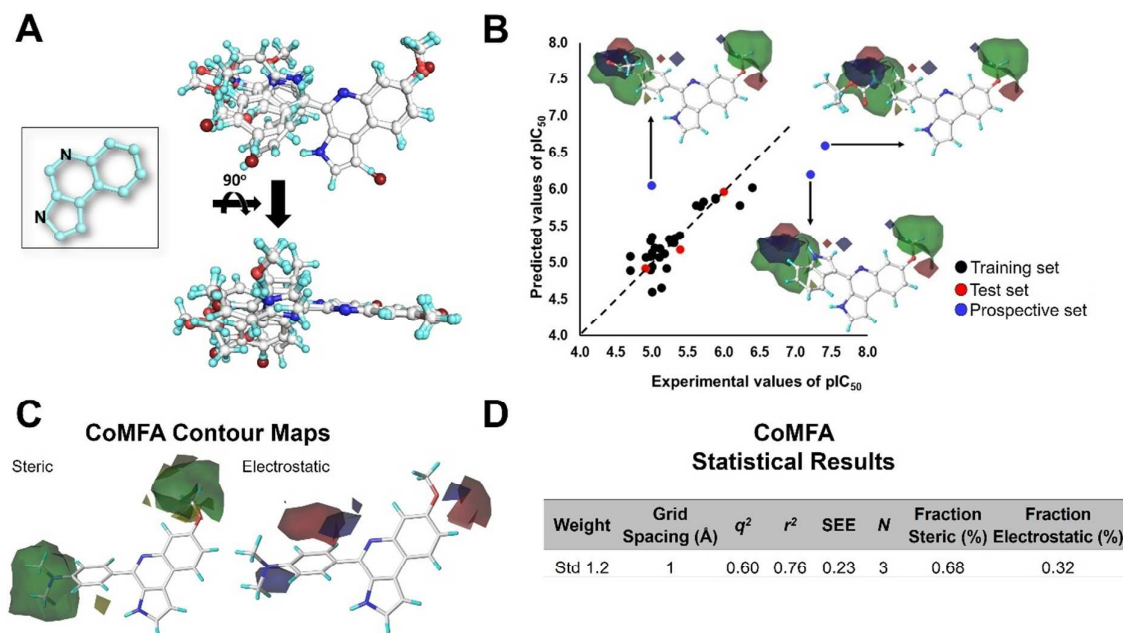 A
N
N
90°
B
Predicted values of pIC50
8.0
7.5
7.0
6.5
6.0
5.5
5.0
4.5
4.0
4.0 4.5 5.0 5.5 6.0 6.5 7.0 7.5 8.0
Experimental values of pIC50
Training set
Test set
Prospective set
C
CoMFA Contour Maps
Steric Electrostatic
D
CoMFA
Statistical Results
Weight Grid Spacing (Å) q² r² SEE N Fraction Steric (%) Fraction Electrostatic (%)
Std 1.2 1 0.60 0.76 0.23 3 0.68 0.32